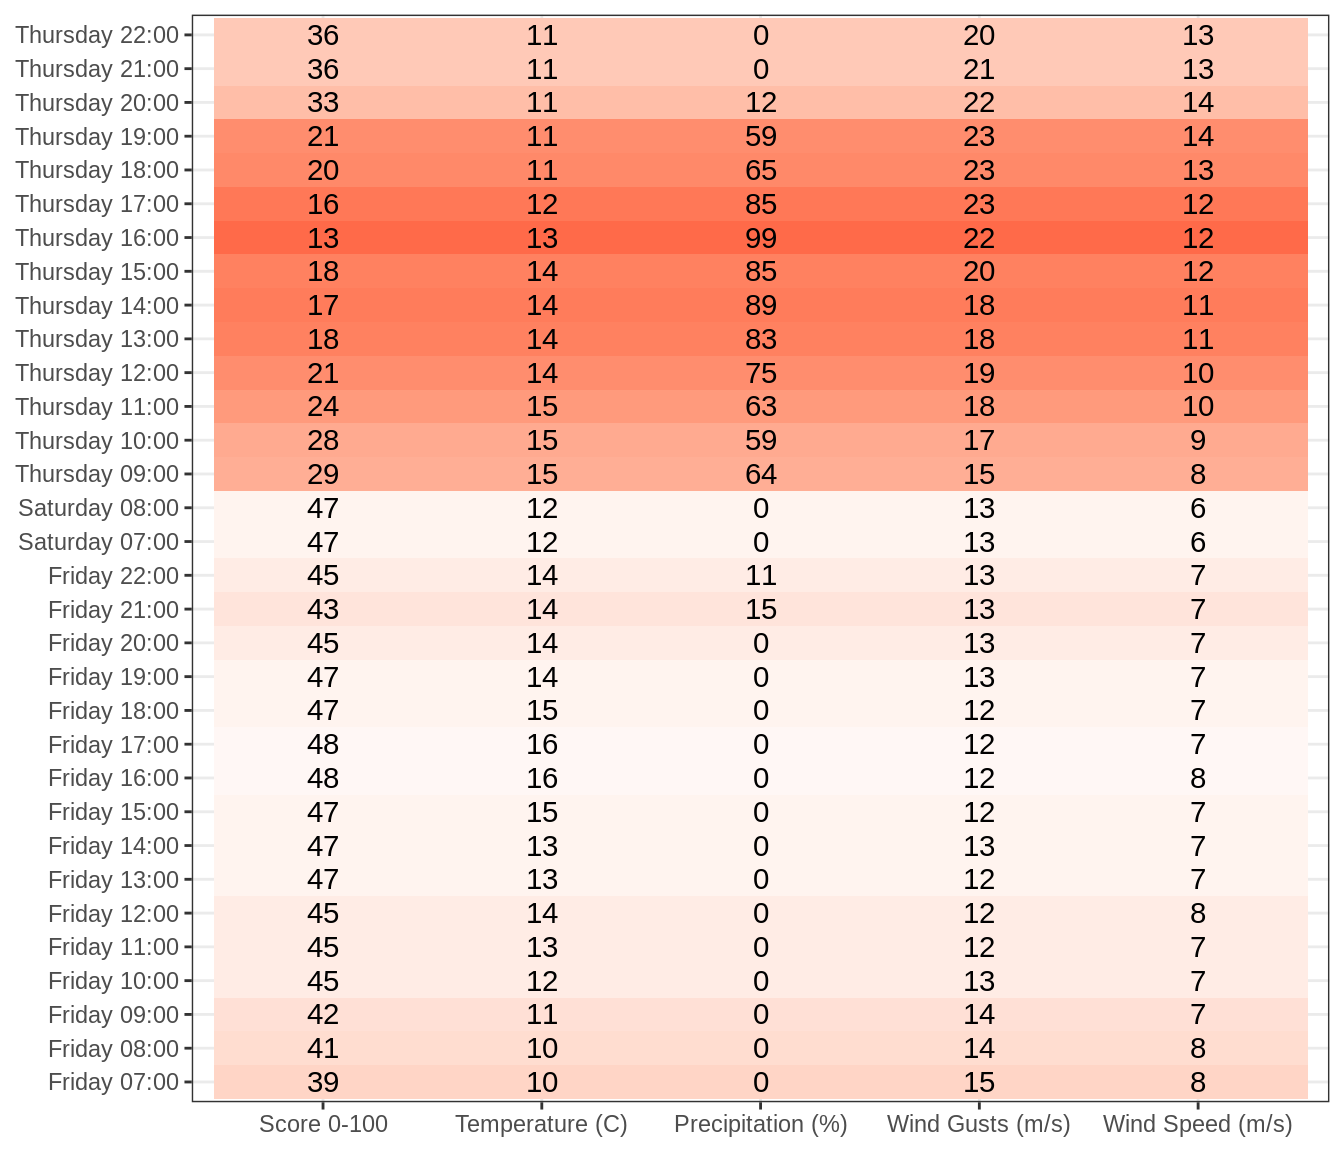 Thursday 22:00 36 11 0 20 13
Thursday 21:00 36 11 0 21 13
Thursday 20:00 33 11 12 22 14
Thursday 19:00 21 11 59 23 14
Thursday 18:00 20 11 65 23 13
Thursday 17:00 16 12 85 23 12
Thursday 16:00 13 13 99 22 12
Thursday 15:00 18 14 85 20 12
Thursday 14:00 17 14 89 18 11
Thursday 13:00 18 14 83 18 11
Thursday 12:00 21 14 75 19 10
Thursday 11:00 24 15 63 18 10
Thursday 10:00 28 15 59 17 9
Thursday 09:00 29 15 64 15 8
Saturday 08:00 47 12 0 13 6
Saturday 07:00 47 12 0 13 6
Friday 22:00 45 14 11 13 7
Friday 21:00 43 14 15 13 7
Friday 20:00 45 14 0 13 7
Friday 19:00 47 14 0 13 7
Friday 18:00 47 15 0 12 7
Friday 17:00 48 16 0 12 7
Friday 16:00 48 16 0 12 8
Friday 15:00 47 15 0 12 7
Friday 14:00 47 13 0 13 7
Friday 13:00 47 13 0 12 7
Friday 12:00 45 14 0 12 8
Friday 11:00 45 13 0 12 7
Friday 10:00 45 12 0 13 7
Friday 09:00 42 11 0 14 7
Friday 08:00 41 10 0 14 8
Friday 07:00 39 10 0 15 8
Score 0-100 Temperature (C) Precipitation (%) Wind Gusts (m/s) Wind Speed (m/s)